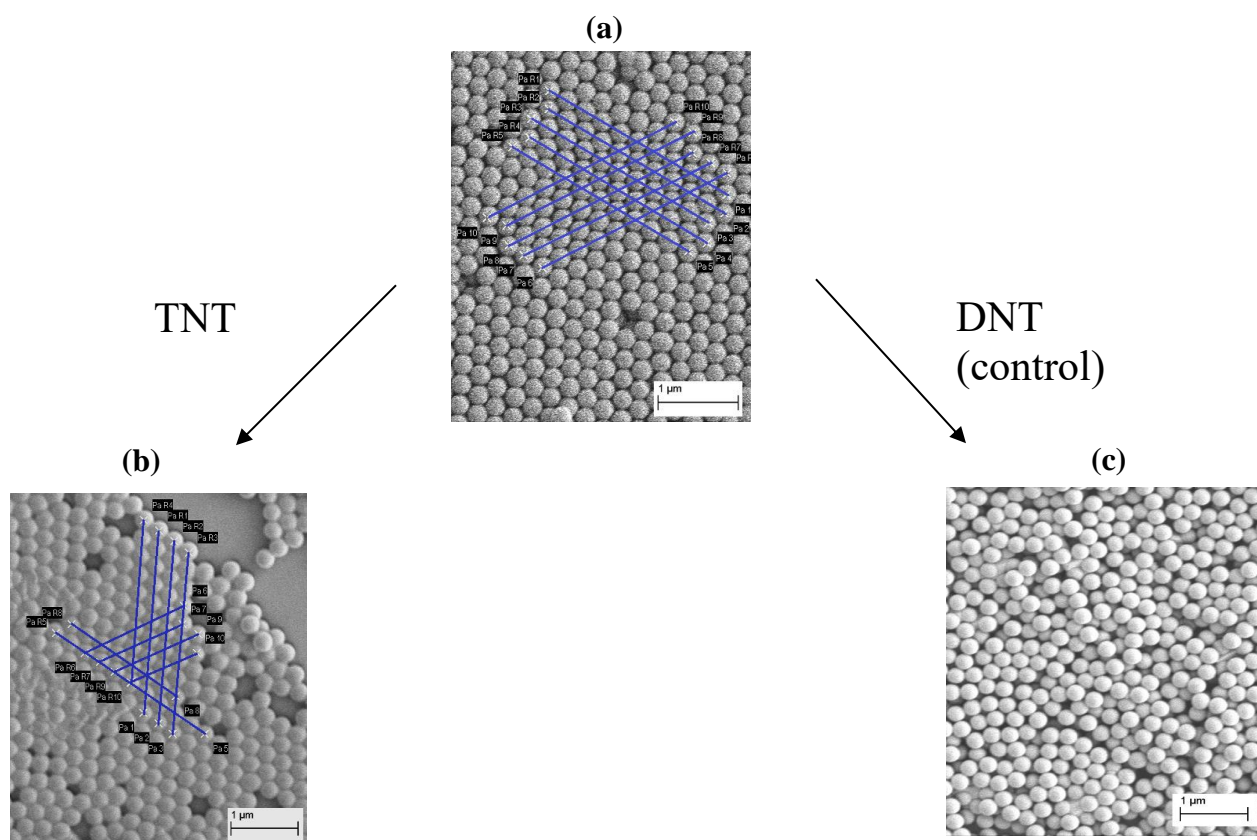 (a)
Pa R1
Pa R2
Pa R3
Pa R4
Pa R5
Pa R10
Pa R9
Pa R8
Pa R7
Pa 1
Pa 2
Pa 3
Pa 4
Pa 5
Pa 10
Pa 9
Pa 8
Pa 7
Pa 6
1 µm
TNT
DNT
(control)
(b)
Pa R4
Pa R1
Pa R2
Pa R3
Pa 6
Pa 7
Pa 9
Pa 10
Pa R8
Pa R5
Pa R6
Pa R7
Pa R9
Pa R10
Pa 8
Pa 1
Pa 2
Pa 3
Pa 5
1 µm
(c)
1 µm